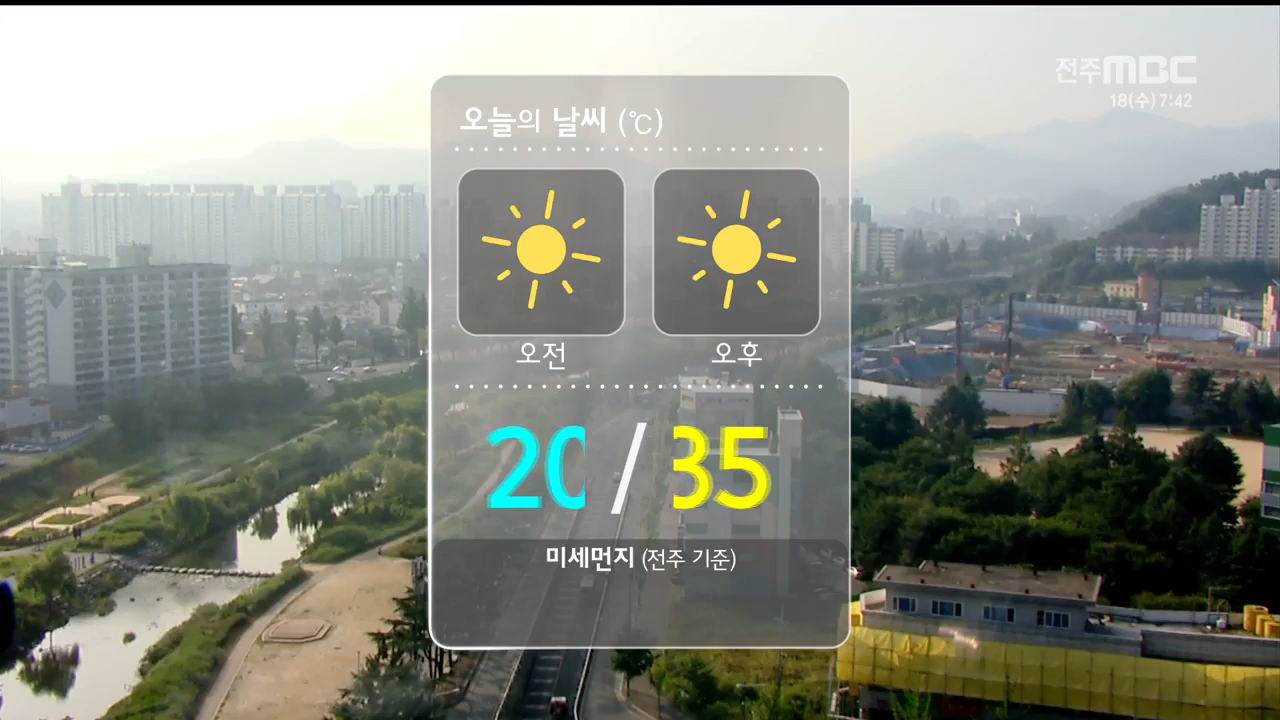 전주MBC
18(수) 7:42
오늘의 날씨 (℃)
오전 오후
20 / 35
미세먼지 (전주 기준)